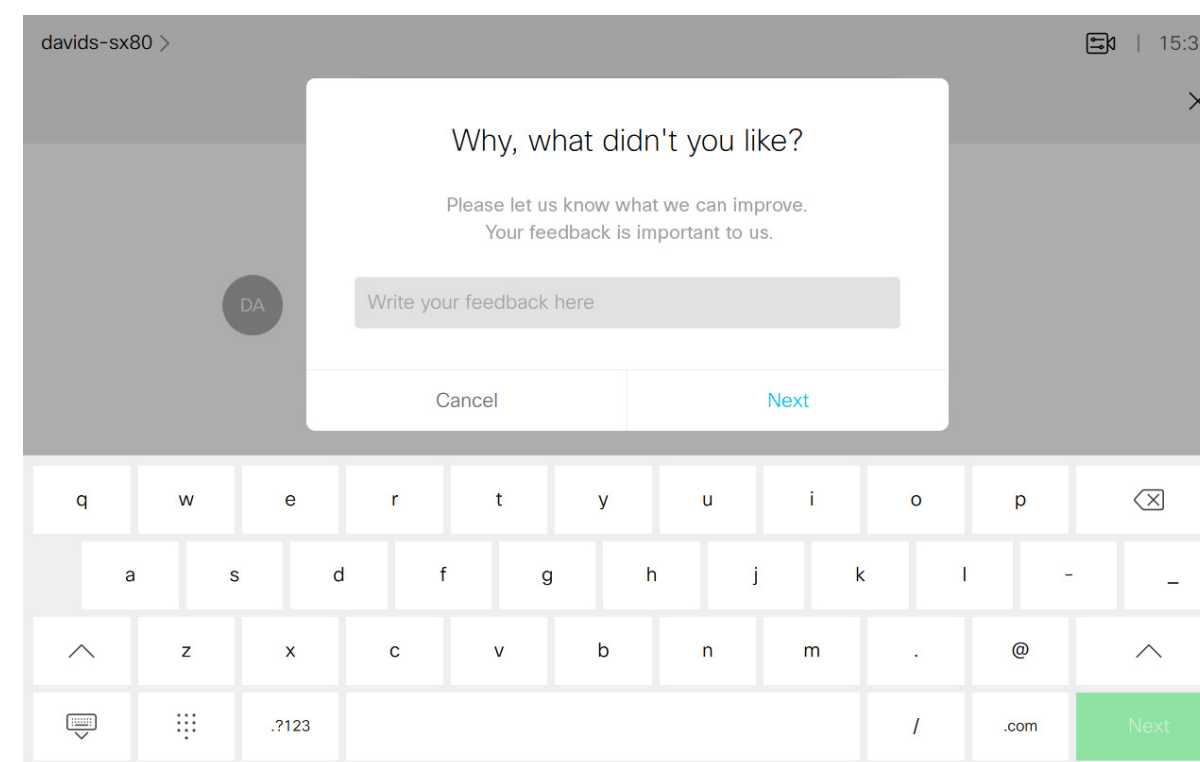 davids-sx80
15:3
Why, what didn't you like?
Please let us know what we can improve.
Your feedback is important to us.
DA
Write your feedback here
Cancel Next
q w e r t y u i o p
a s d f g h j k l - _
z x c v b n m . @
.?123 / .com Next